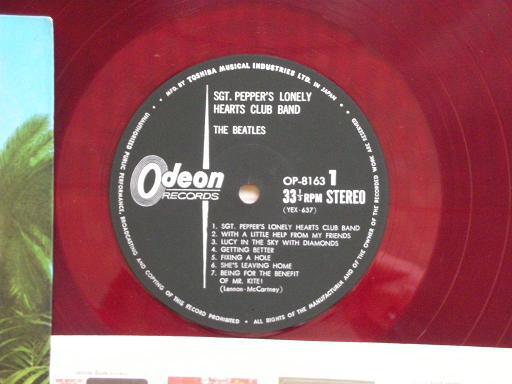 • MFG. BY TOSHIBA MUSICAL INDUSTRIES LTD. IN JAPAN •
SGT. PEPPER'S LONELY
HEARTS CLUB BAND
THE BEATLES
Odeon
RECORDS
OP-8163 1
33⅓ RPM STEREO
(YEX-637)
1. SGT. PEPPER'S LONELY HEARTS CLUB BAND
2. WITH A LITTLE HELP FROM MY FRIENDS
3. LUCY IN THE SKY WITH DIAMONDS
4. GETTING BETTER
5. FIXING A HOLE
6. SHE'S LEAVING HOME
7. BEING FOR THE BENEFIT
OF MR. KITE!
(Lennon-McCartney)
UNAUTHORIZED PUBLIC PERFORMANCE, BROADCASTING AND COPYING OF THIS RECORD PROHIBITED • ALL RIGHTS OF THE MANUFACTURER AND OF THE OWNER OF THE RECORDED WORK ARE RESERVED